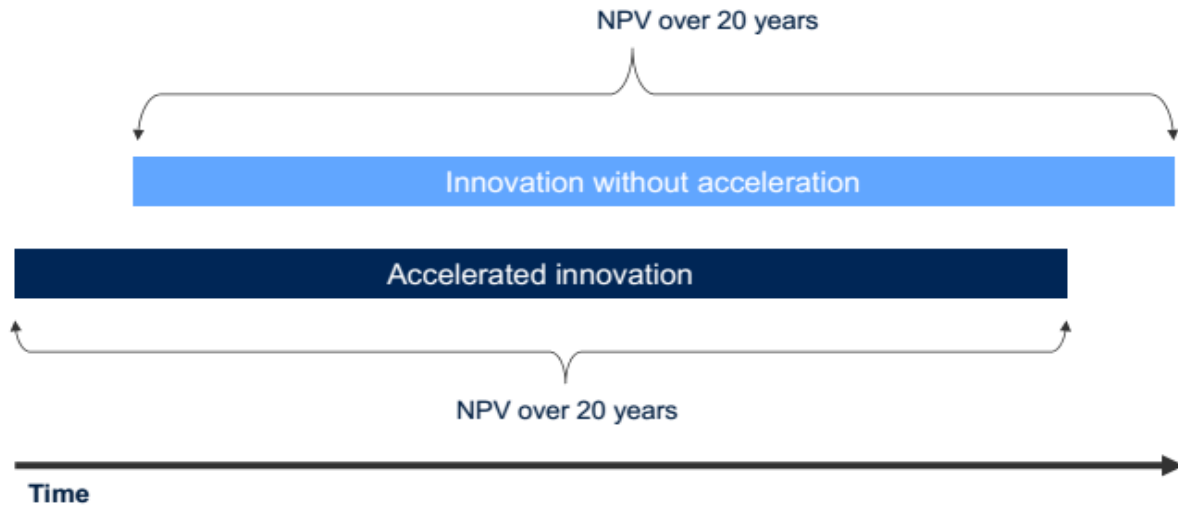 NPV over 20 years
Innovation without acceleration
Accelerated innovation
NPV over 20 years
Time